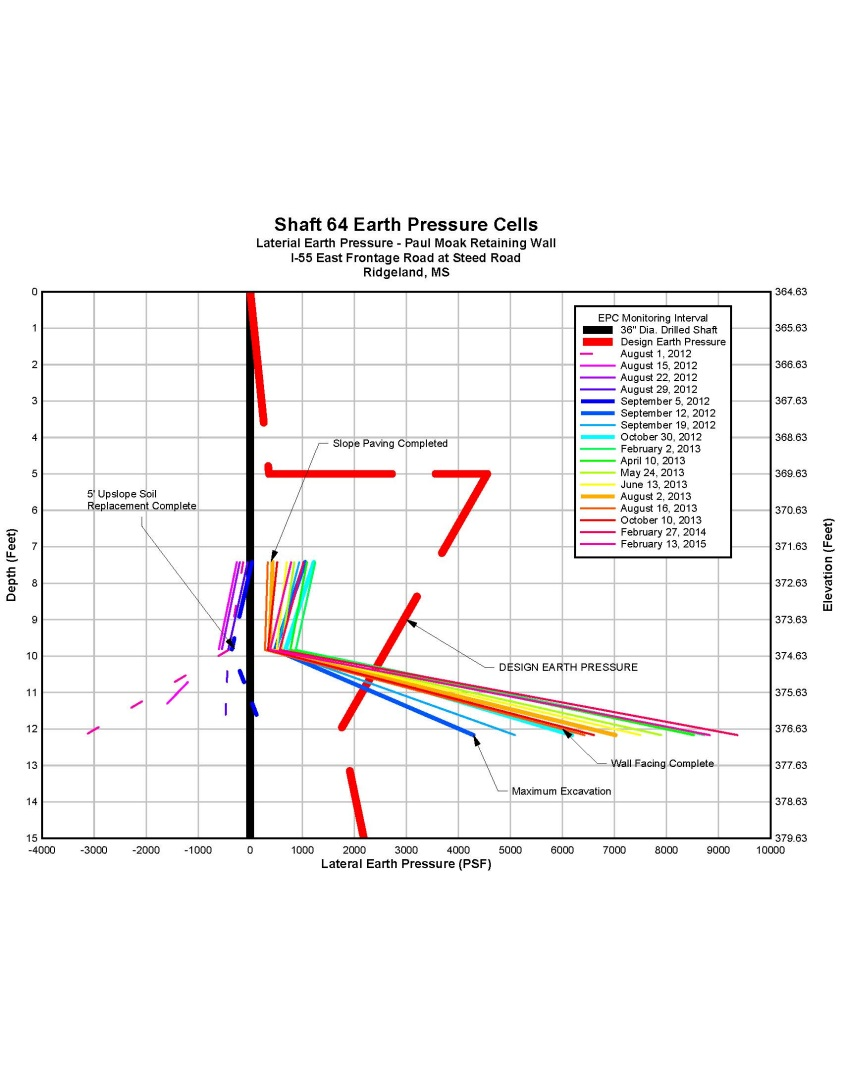 Shaft 64 Earth Pressure Cells
Laterial Earth Pressure - Paul Moak Retaining Wall
I-55 East Frontage Road at Steed Road
Ridgeland, MS
0
1
2
3
4
5
6
7
8
9
10
11
12
13
14
15
Depth (Feet)
364.63
365.63
366.63
367.63
368.63
369.63
370.63
371.63
372.63
373.63
374.63
375.63
376.63
377.63
378.63
379.63
Elevation (Feet)
EPC Monitoring Interval
36" Dia. Drilled Shaft
Design Earth Pressure
August 1, 2012
August 15, 2012
August 22, 2012
August 29, 2012
September 5, 2012
September 12, 2012
September 19, 2012
October 30, 2012
February 2, 2013
April 10, 2013
May 24, 2013
June 13, 2013
August 2, 2013
August 16, 2013
October 10, 2013
February 27, 2014
February 13, 2015
Slope Paving Completed
5' Upslope Soil
Replacement Complete
DESIGN EARTH PRESSURE
Wall Facing Complete
Maximum Excavation
-4000 -3000 -2000 -1000 0 1000 2000 3000 4000 5000 6000 7000 8000 9000 10000
Lateral Earth Pressure (PSF)